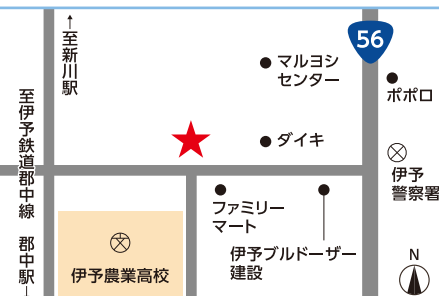 ↑
至新川駅
56
マルヨシ
センター
ポポロ
至伊予鉄道郡中線 郡中駅↓
ダイキ
伊予
警察署
ファミリー
マート
伊予ブルドーザー
建設
文
伊予農業高校
N